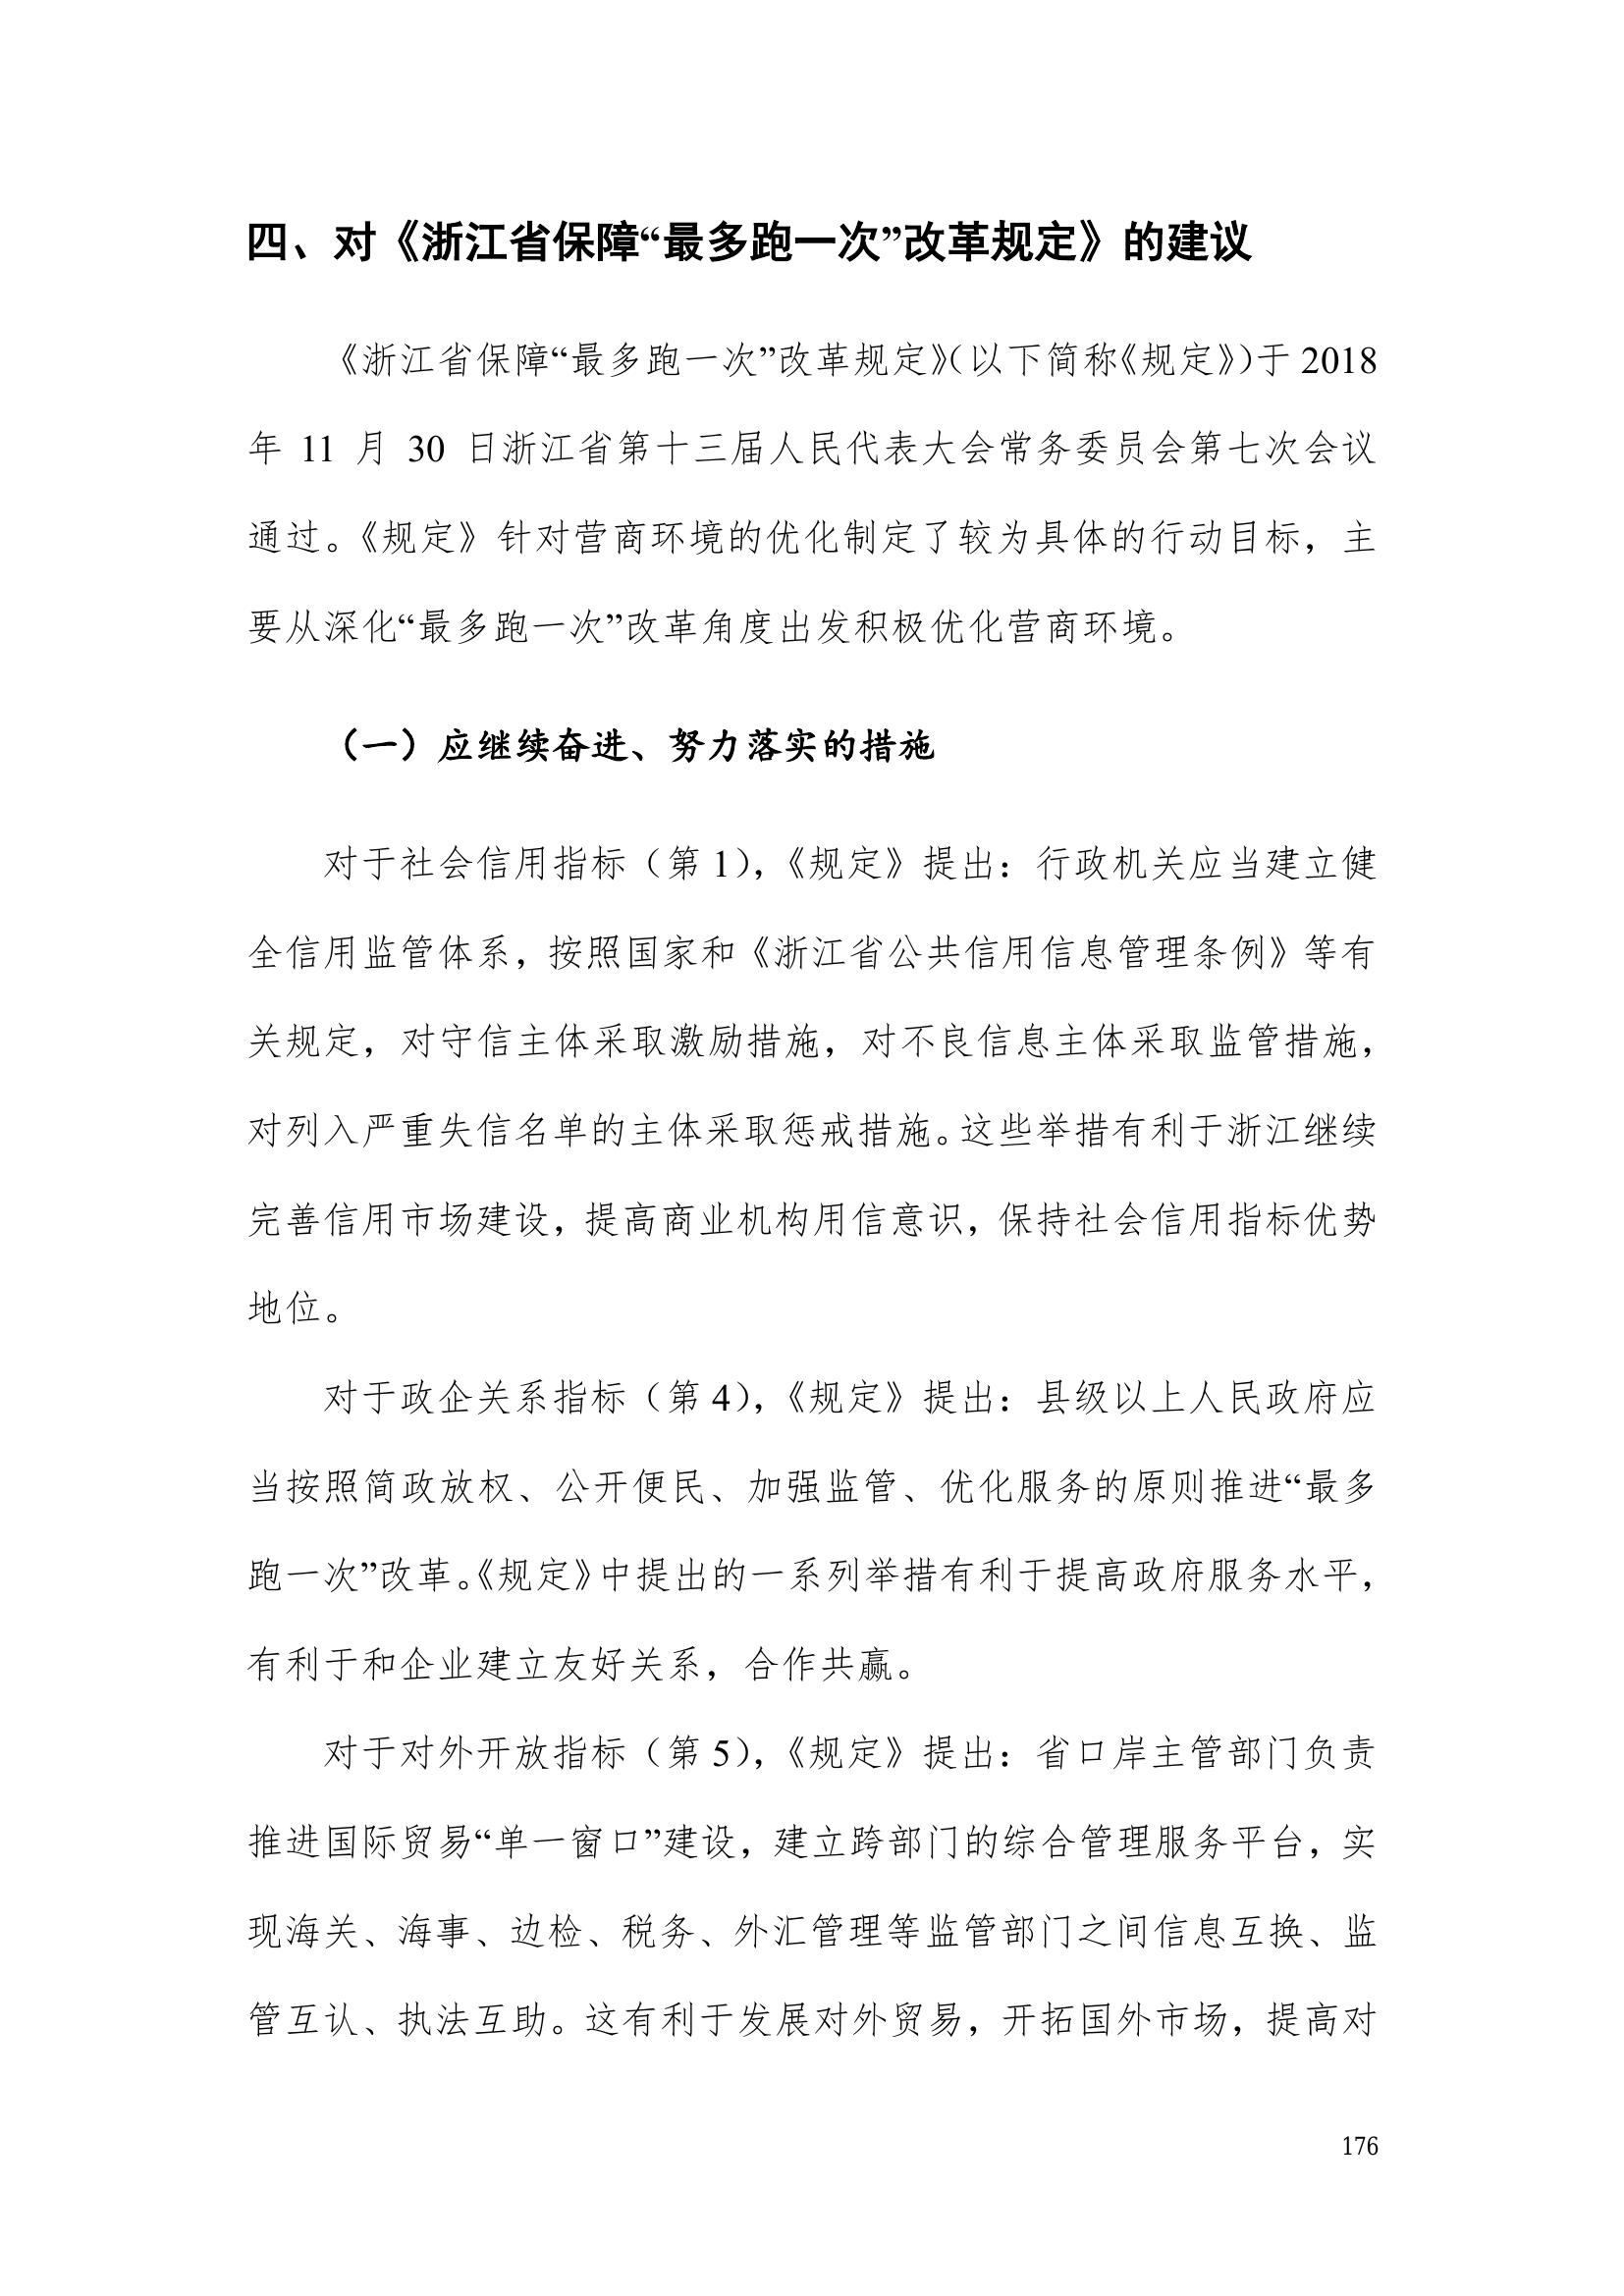 四、对《浙江省保障“最多跑一次”改革规定》的建议
《浙江省保障“最多跑一次”改革规定》（以下简称《规定》）于 2018
年 11 月 30 日浙江省第十三届人民代表大会常务委员会第七次会议
通过。《规定》针对营商环境的优化制定了较为具体的行动目标，主
要从深化“最多跑一次”改革角度出发积极优化营商环境。
（一）应继续奋进、努力落实的措施
对于社会信用指标（第 1），《规定》提出：行政机关应当建立健
全信用监管体系，按照国家和《浙江省公共信用信息管理条例》等有
关规定，对守信主体采取激励措施，对不良信息主体采取监管措施，
对列入严重失信名单的主体采取惩戒措施。这些举措有利于浙江继续
完善信用市场建设，提高商业机构用信意识，保持社会信用指标优势
地位。
对于政企关系指标（第 4），《规定》提出：县级以上人民政府应
当按照简政放权、公开便民、加强监管、优化服务的原则推进“最多
跑一次”改革。《规定》中提出的一系列举措有利于提高政府服务水平，
有利于和企业建立友好关系，合作共赢。
对于对外开放指标（第 5），《规定》提出：省口岸主管部门负责
推进国际贸易“单一窗口”建设，建立跨部门的综合管理服务平台，实
现海关、海事、边检、税务、外汇管理等监管部门之间信息互换、监
管互认、执法互助。这有利于发展对外贸易，开拓国外市场，提高对
176